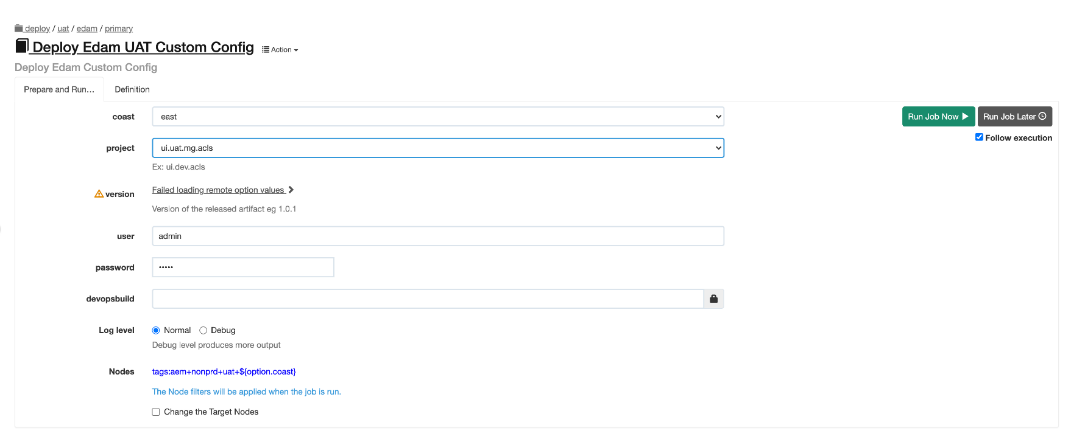 deploy / uat / edam / primary
Deploy Edam UAT Custom Config Action
Deploy Edam Custom Config
Prepare and Run… Definition
coast east Run Job Now Run Job Later
Follow execution
project ui.uat.mg.acls
Ex: ui.dev.acls
version Failed loading remote option values
Version of the released artifact eg 1.0.1
user admin
password •••••
devopsbuild
Log level Normal Debug
Debug level produces more output
Nodes tags:aem+nonprd+uat+${option.coast}
The Node filters will be applied when the job is run.
Change the Target Nodes